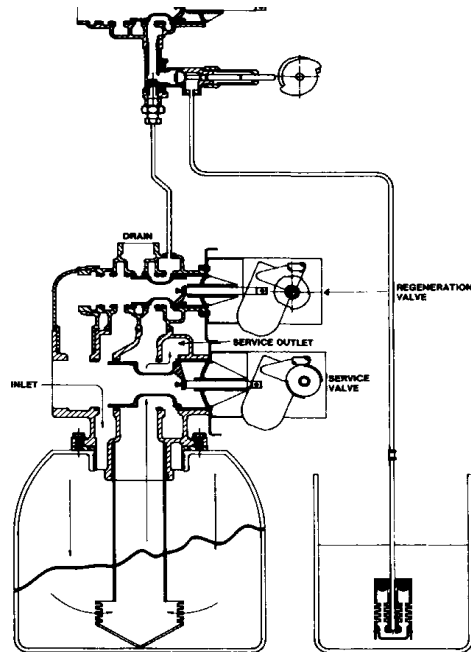 DRAIN
REGENERATION
VALVE
SERVICE OUTLET
INLET
SERVICE
VALVE